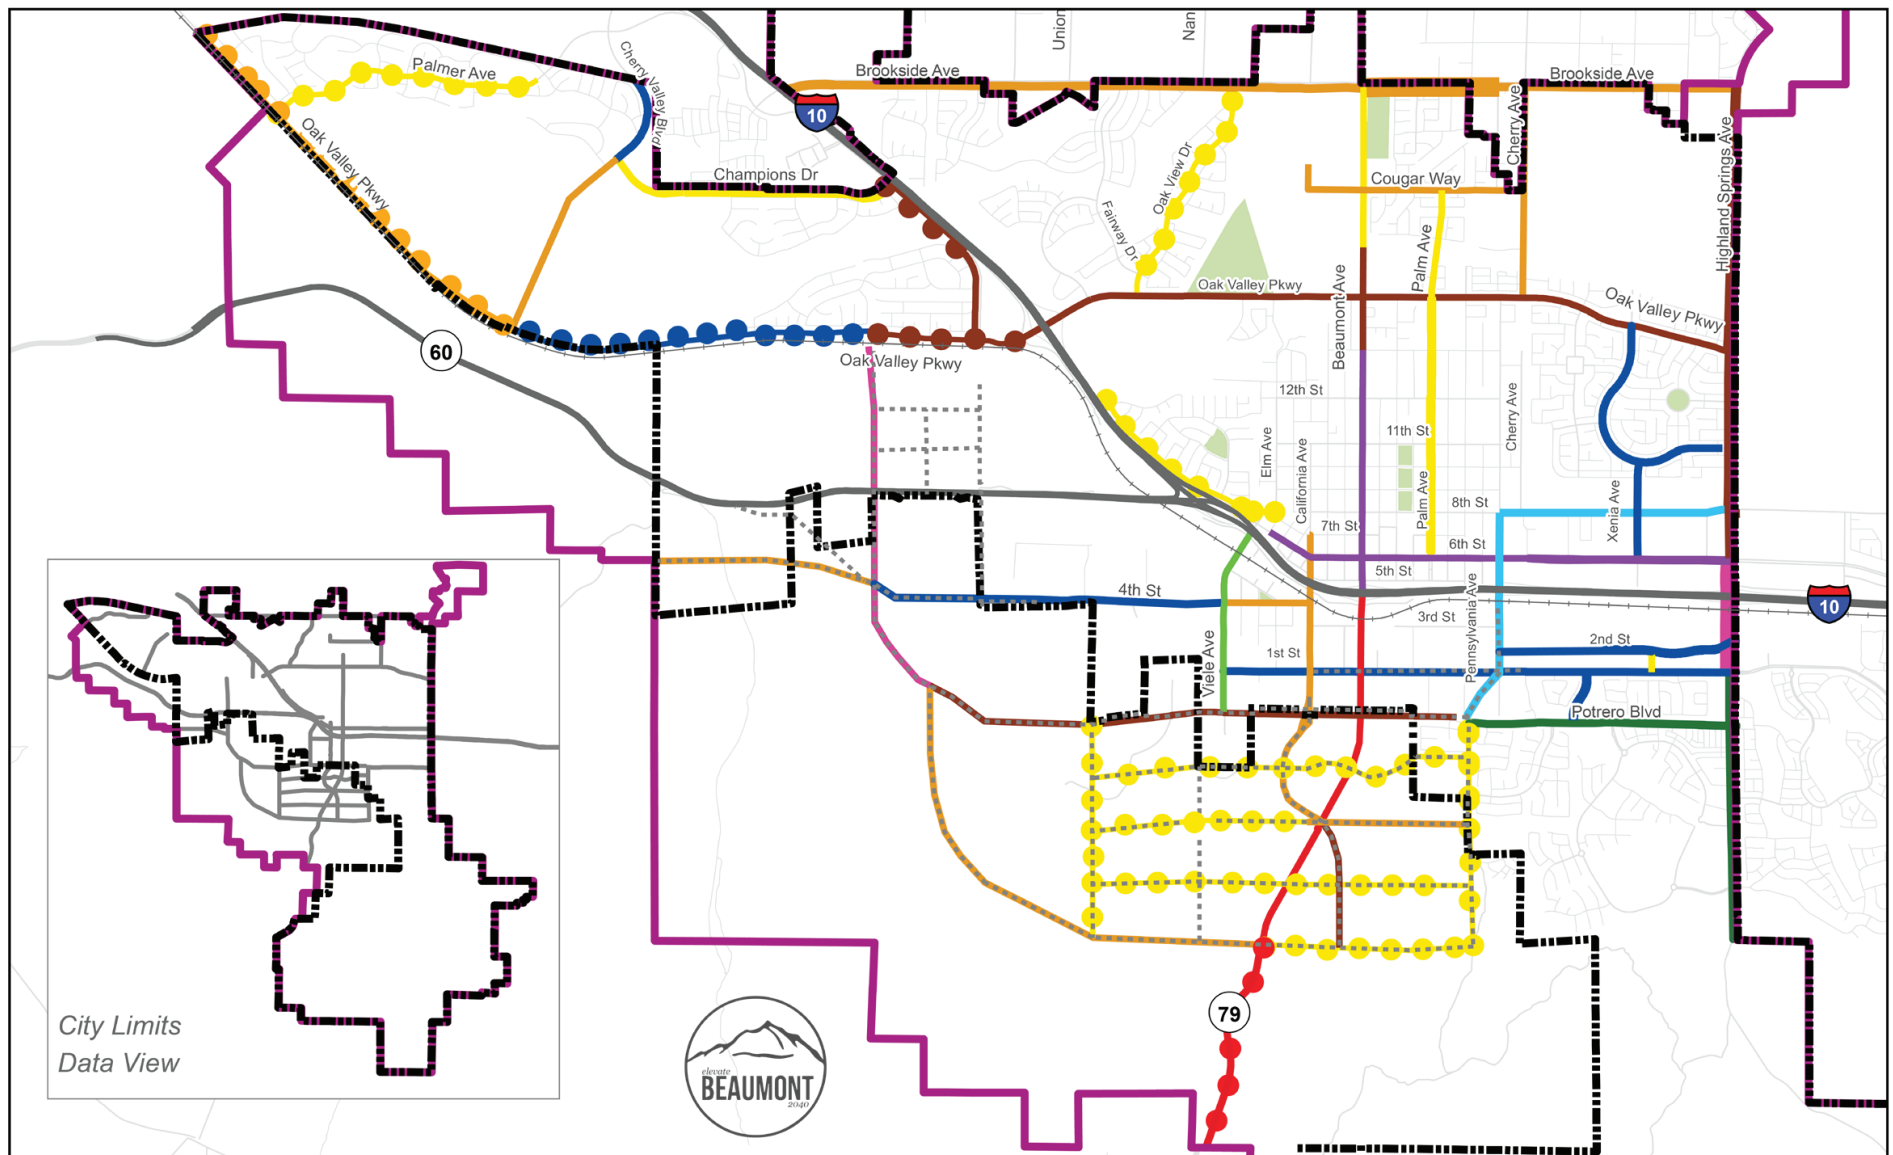 Union
Nan
Brookside Ave
Brookside Ave
Palmer Ave
Cherry Valley Blvd
10
Oak Valley Pkwy
Champions Dr
Oak View Dr
Fairway Dr
Cougar Way
Cherry Ave
Highland Springs Ave
Palm Ave
Beaumont Ave
Oak Valley Pkwy
Oak Valley Pkwy
60
Oak Valley Pkwy
12th St
11th St
Cherry Ave
Elm Ave
California Ave
Palm Ave
8th St
Xenia Ave
7th St
6th St
5th St
4th St
3rd St
Pennsylvania Ave
10
2nd St
1st St
Viele Ave
Potrero Blvd
79
City Limits
Data View
elevate
BEAUMONT
2040